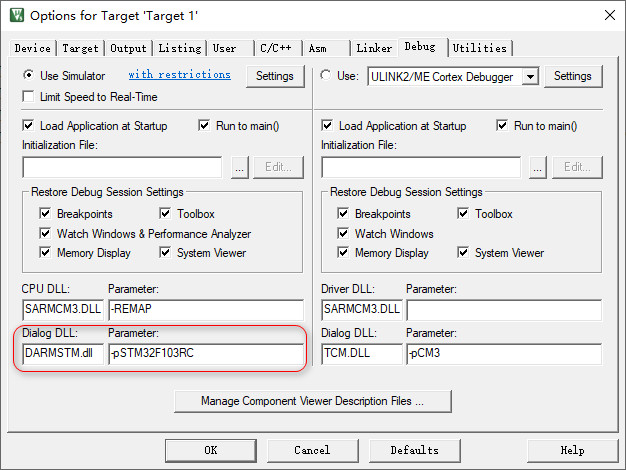 Options for Target 'Target 1'
Device Target Output Listing User C/C++ Asm Linker Debug Utilities
Use Simulator with restrictions Settings
Limit Speed to Real-Time
Use: ULINK2/ME Cortex Debugger Settings
Load Application at Startup Run to main()
Initialization File:
... Edit...
Restore Debug Session Settings
Breakpoints Toolbox
Watch Windows & Performance Analyzer
Memory Display System Viewer
CPU DLL: Parameter:
SARMCM3.DLL -REMAP
Dialog DLL: Parameter:
DARMSTM.dll -pSTM32F103RC
Load Application at Startup Run to main()
Initialization File:
... Edit...
Restore Debug Session Settings
Breakpoints Toolbox
Watch Windows
Memory Display System Viewer
Driver DLL: Parameter:
SARMCM3.DLL
Dialog DLL: Parameter:
TCM.DLL -pCM3
Manage Component Viewer Description Files ...
OK Cancel Defaults Help